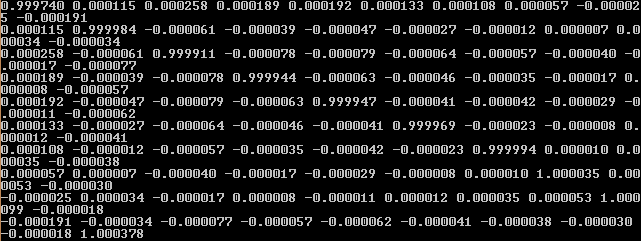 0.999740 0.000115 0.000258 0.000189 0.000192 0.000133 0.000108 0.000057 -0.00002
5 -0.000191
0.000115 0.999984 -0.000061 -0.000039 -0.000047 -0.000027 -0.000012 0.000007 0.0
00034 -0.000034
0.000258 -0.000061 0.999911 -0.000078 -0.000079 -0.000064 -0.000057 -0.000040 -0
.000017 -0.000077
0.000189 -0.000039 -0.000078 0.999944 -0.000063 -0.000046 -0.000035 -0.000017 0.
000008 -0.000057
0.000192 -0.000047 -0.000079 -0.000063 0.999947 -0.000041 -0.000042 -0.000029 -0
.000011 -0.000062
0.000133 -0.000027 -0.000064 -0.000046 -0.000041 0.999969 -0.000023 -0.000008 0.
000012 -0.000041
0.000108 -0.000012 -0.000057 -0.000035 -0.000042 -0.000023 0.999994 0.000010 0.0
00035 -0.000038
0.000057 0.000007 -0.000040 -0.000017 -0.000029 -0.000008 0.000010 1.000035 0.00
0053 -0.000030
-0.000025 0.000034 -0.000017 0.000008 -0.000011 0.000012 0.000035 0.000053 1.000
099 -0.000018
-0.000191 -0.000034 -0.000077 -0.000057 -0.000062 -0.000041 -0.000038 -0.000030
-0.000018 1.000378